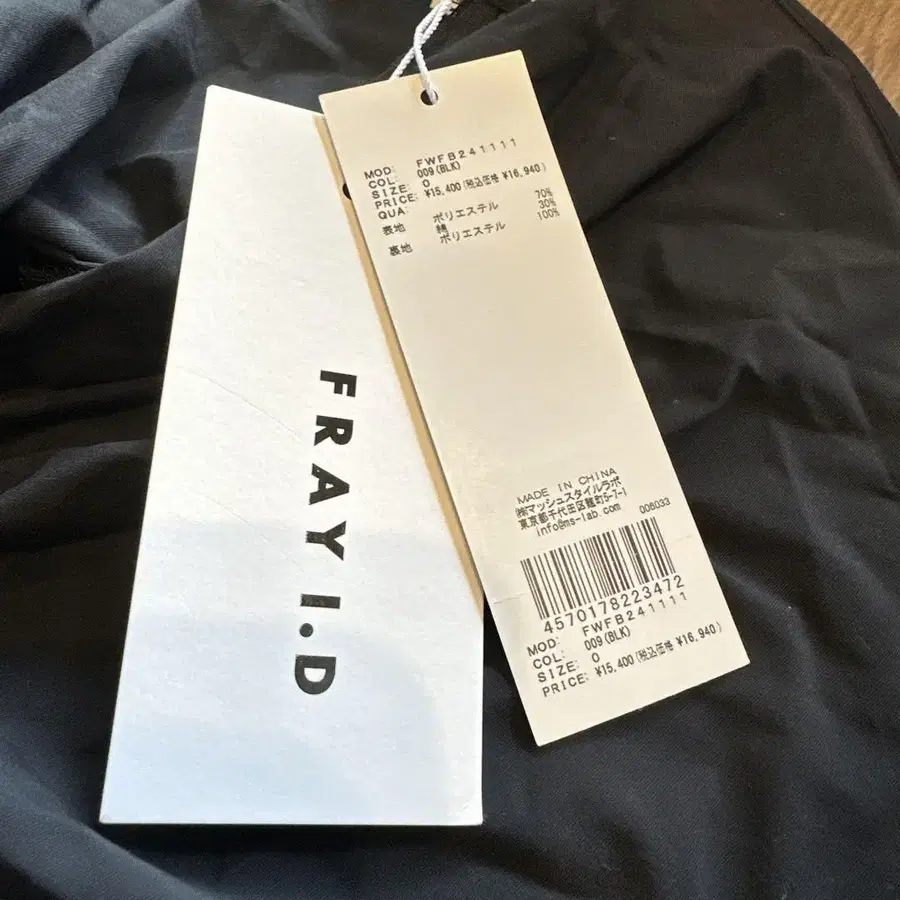 FRAY I.D
MOD: FWFB241111
COL: 009(BLK)
SIZE: 0
PRICE: ¥15,400(税込価格 ¥16,940)
QUA:
表地 ポリエステル 70%
綿 30%
裏地 ポリエステル 100%
MADE IN CHINA
㈱マッシュスタイルラボ
東京都千代田区麹町5-7-1
info@ms-lab.com 006033
4570178223472
MOD: FWFB241111
COL: 009(BLK)
SIZE: 0
PRICE: ¥15,400(税込価格 ¥16,940)